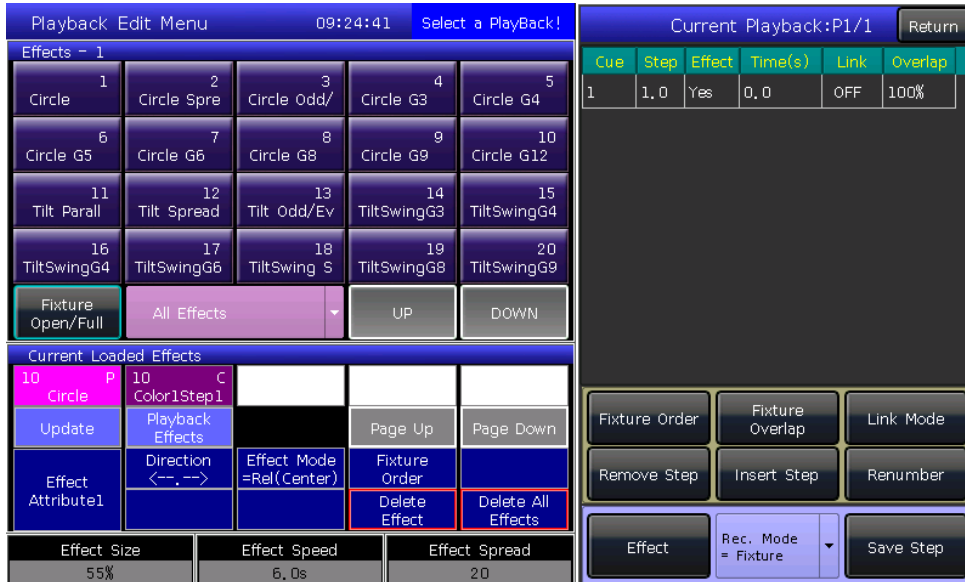 Playback Edit Menu 09:24:41 Select a PlayBack!
Effects - 1
1 2 3 4 5
Circle Circle Spre Circle Odd/ Circle G3 Circle G4
6 7 8 9 10
Circle G5 Circle G6 Circle G8 Circle G9 Circle G12
11 12 13 14 15
Tilt Parall Tilt Spread Tilt Odd/Ev TiltSwingG3 TiltSwingG4
16 17 18 19 20
TiltSwingG4 TiltSwingG6 TiltSwing S TiltSwingG8 TiltSwingG9
Fixture
Open/Full All Effects UP DOWN
Current Loaded Effects
10 P 10 C
Circle Color1Step1
Update Playback
Effects Page Up Page Down
Effect
Attribute1
Direction
<--.-->
Effect Mode
=Rel(Center)
Fixture
Order
Delete
Effect
Delete All
Effects
Effect Size Effect Speed Effect Spread
55% 6.0s 20
Current Playback:P1/1 Return
Cue Step Effect Time(s) Link Overlap
1 1.0 Yes 0.0 OFF 100%
Fixture Order
Fixture
Overlap
Link Mode
Remove Step Insert Step Renumber
Effect
Rec. Mode
= Fixture
Save Step